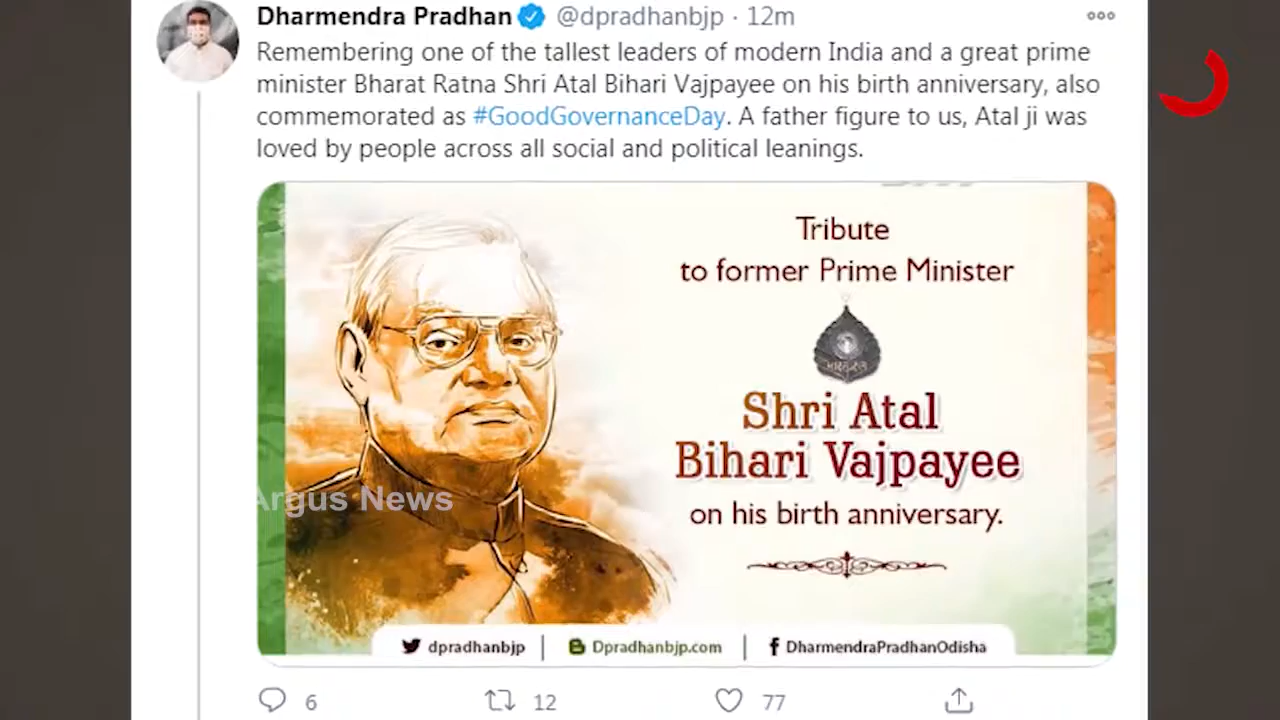 Dharmendra Pradhan @dpradhanbjp · 12m
Remembering one of the tallest leaders of modern India and a great prime
minister Bharat Ratna Shri Atal Bihari Vajpayee on his birth anniversary, also
commemorated as #GoodGovernanceDay. A father figure to us, Atal ji was
loved by people across all social and political leanings.
Tribute
to former Prime Minister
Shri Atal
Bihari Vajpayee
on his birth anniversary.
Argus News
dpradhanbjp | Dpradhanbjp.com | DharmendraPradhanOdisha
6 12 77